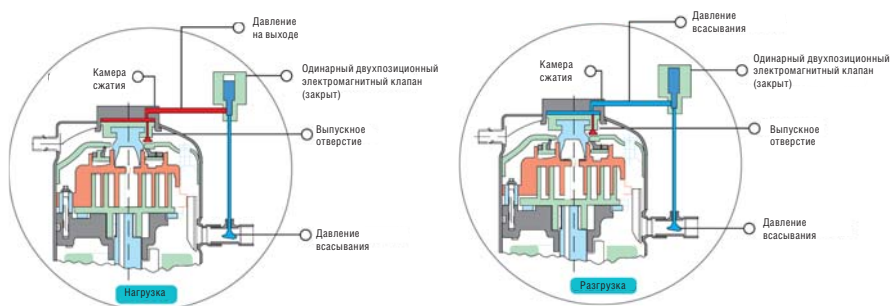 Давление
на выходе
Камера
сжатия
Одинарный двухпозиционный
электромагнитный клапан
(закрыт)
Выпускное
отверстие
Давление
всасывания
Нагрузка
Давление
всасывания
Камера
сжатия
Одинарный двухпозиционный
электромагнитный клапан
(закрыт)
Выпускное
отверстие
Давление
всасывания
Разгрузка